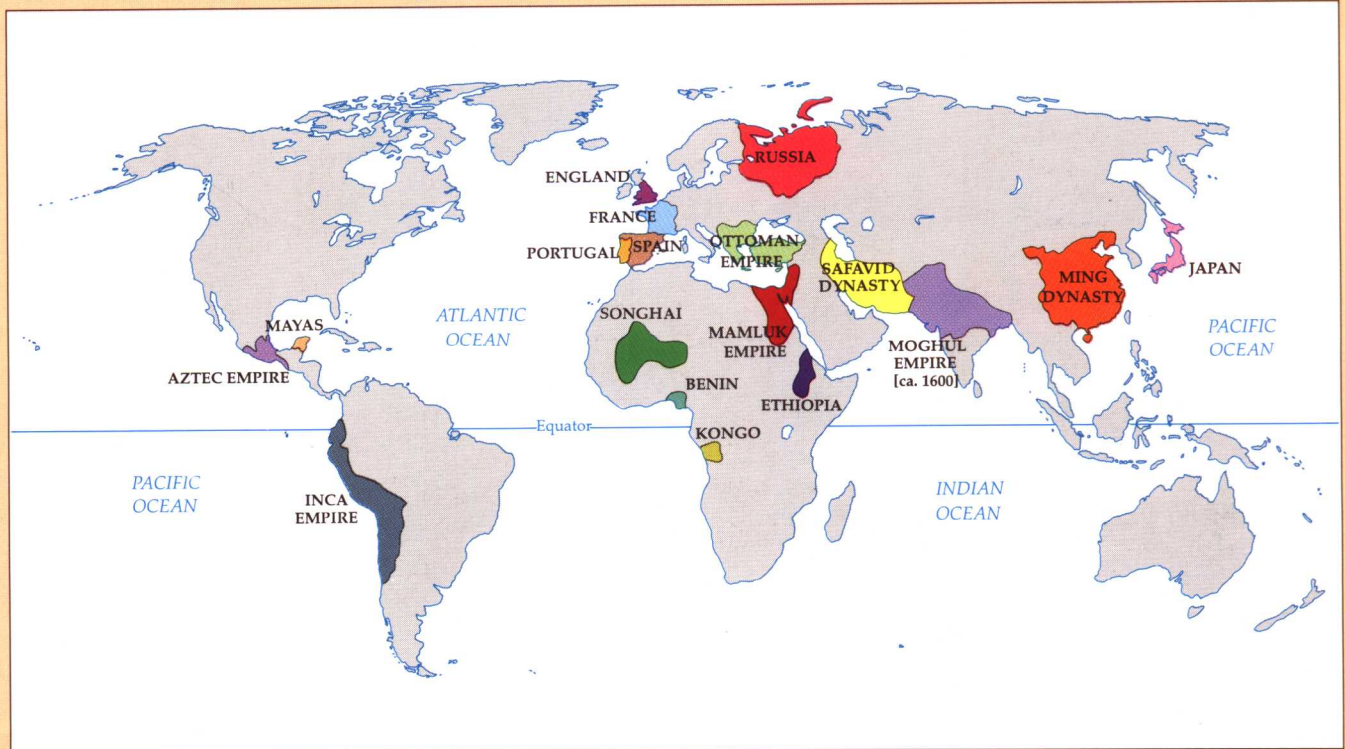 RUSSIA
ENGLAND
FRANCE
PORTUGAL
SPAIN
OTTOMAN
EMPIRE
SAFAVID
DYNASTY
MING
DYNASTY
JAPAN
ATLANTIC
OCEAN
MAYAS
AZTEC EMPIRE
SONGHAI
MAMLUK
EMPIRE
MOGHUL
EMPIRE
[ca. 1600]
PACIFIC
OCEAN
BENIN
ETHIOPIA
Equator
KONGO
PACIFIC
OCEAN
INCA
EMPIRE
INDIAN
OCEAN